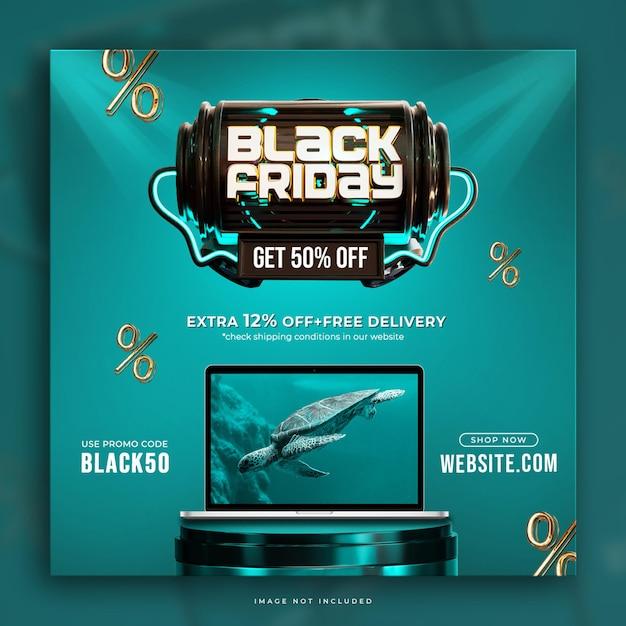 BLACK
FRIDAY
GET 50% OFF
EXTRA 12% OFF+FREE DELIVERY
*check shipping conditions in our website
USE PROMO CODE
BLACK50
SHOP NOW
WEBSITE.COM
IMAGE NOT INCLUDED